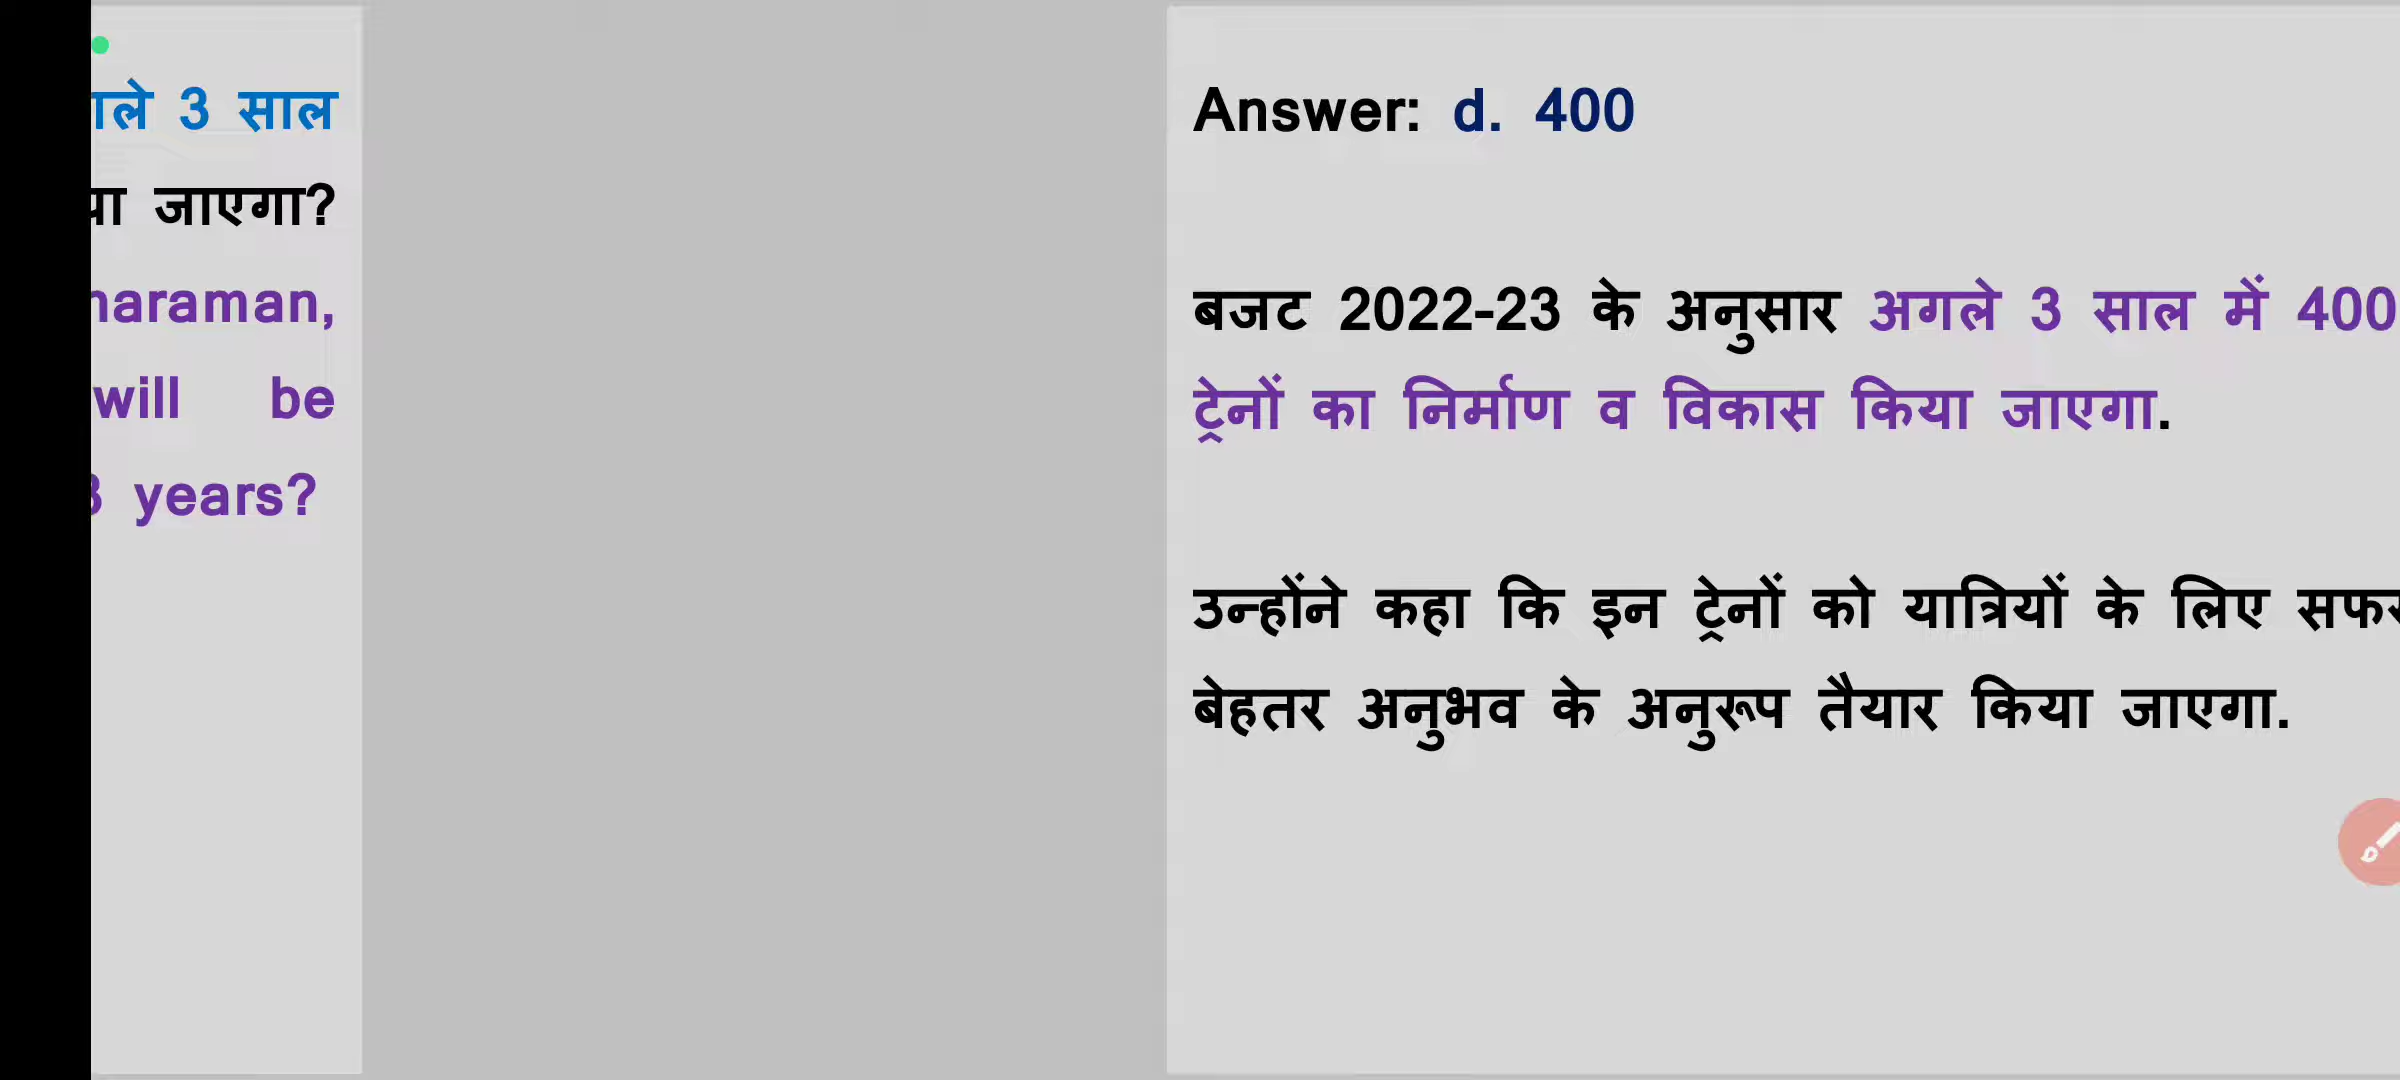 3 साल
जाएगा?
naraman,
will be
years?
Answer: d. 400
बजट 2022-23 के अनुसार अगले 3 साल में 400
ट्रेनों का निर्माण व विकास किया जाएगा.
उन्होंने कहा कि इन ट्रेनों को यात्रियों के लिए
बेहतर अनुभव के अनुरूप तैयार किया जाएगा.